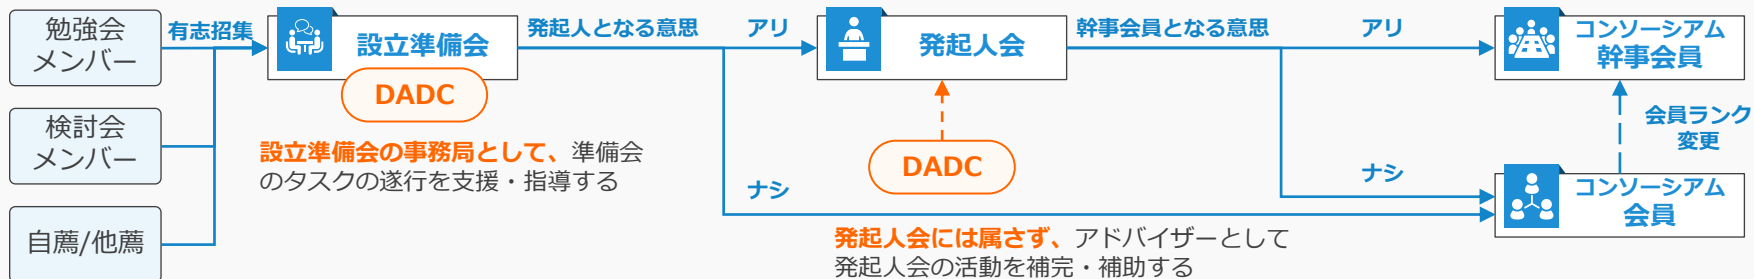 勉強会
メンバー
検討会
メンバー
自薦/他薦
有志招集
設立準備会
DADC
設立準備会の事務局として、準備会
のタスクの遂行を支援・指導する
発起人となる意思
アリ
ナシ
発起人会
DADC
発起人会には属さず、アドバイザーとして
発起人会の活動を補完・補助する
幹事会員となる意思
アリ
ナシ
コンソーシアム
幹事会員
会員ランク
変更
コンソーシアム
会員